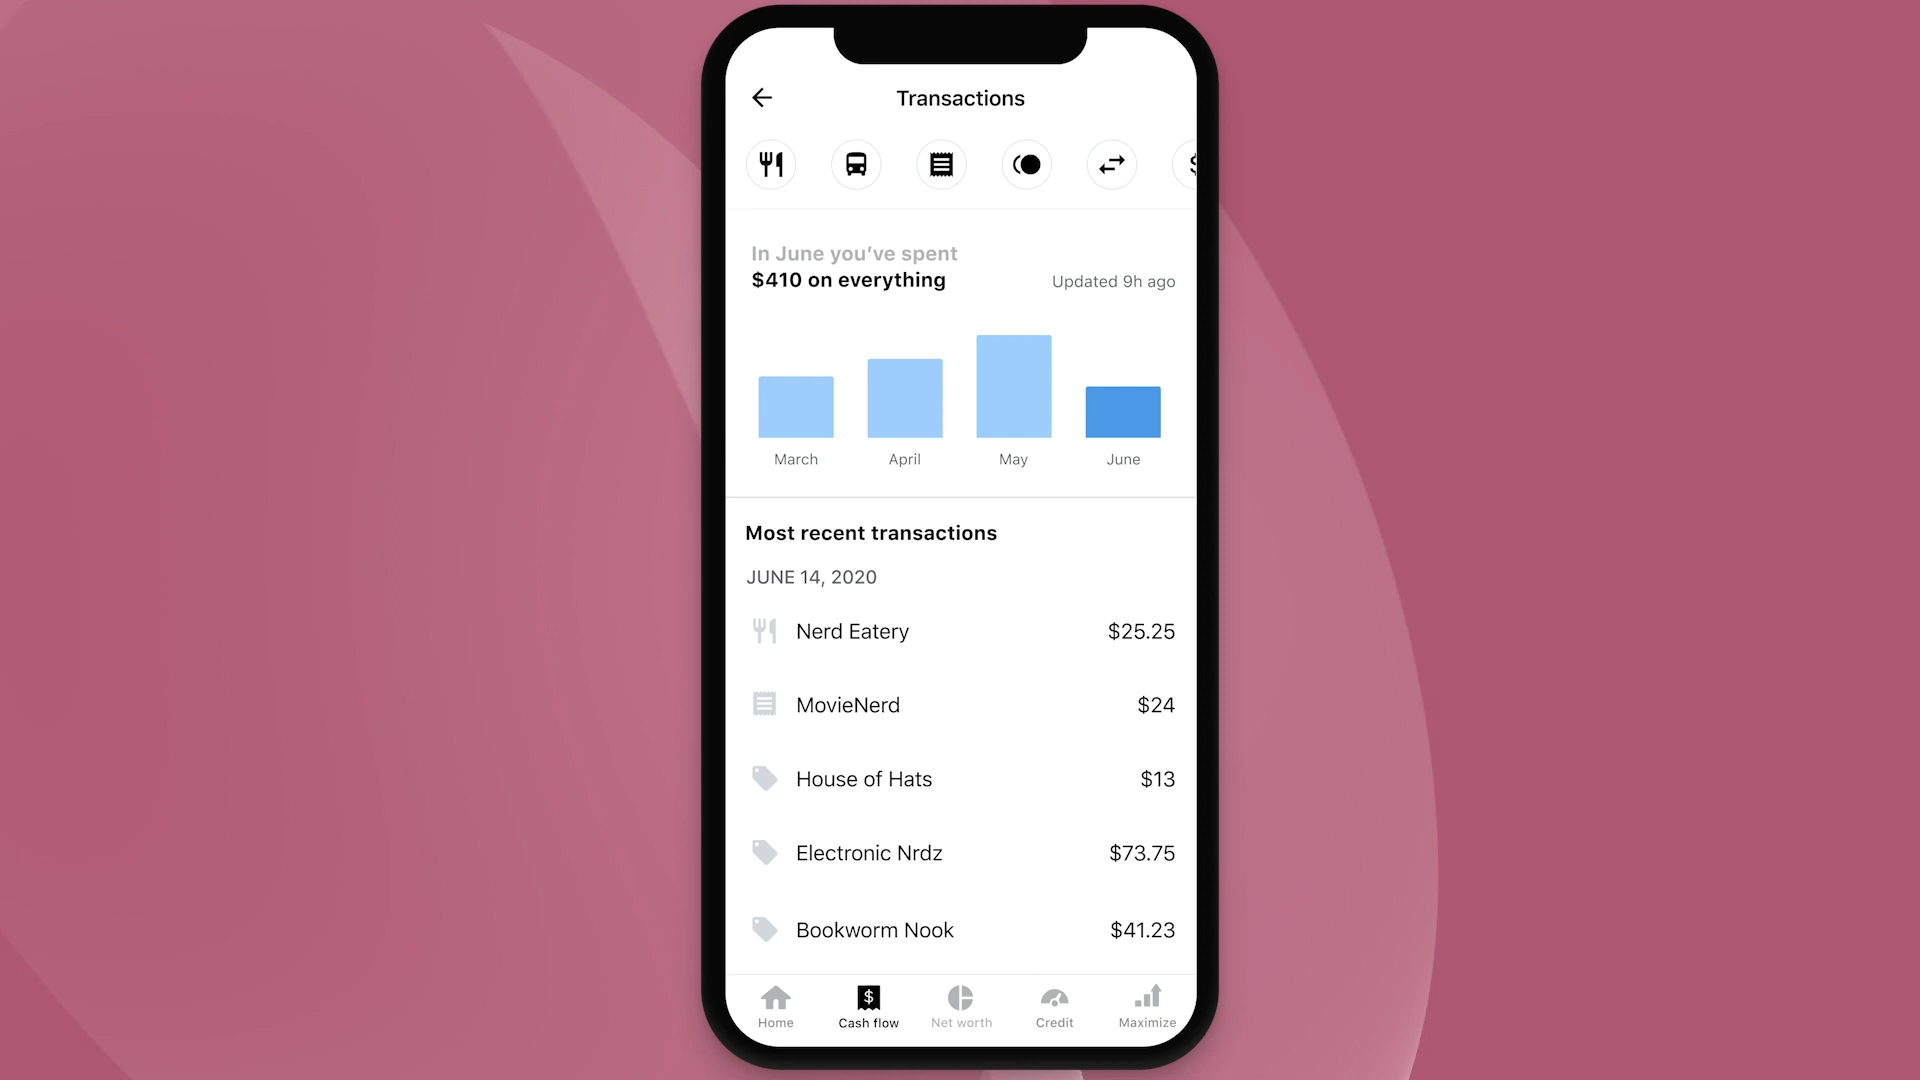 Transactions
In June you’ve spent
$410 on everything
Updated 9h ago
March April May June
Most recent transactions
JUNE 14, 2020
Nerd Eatery $25.25
MovieNerd $24
House of Hats $13
Electronic Nrdz $73.75
Bookworm Nook $41.23
Home Cash flow Net worth Credit Maximize